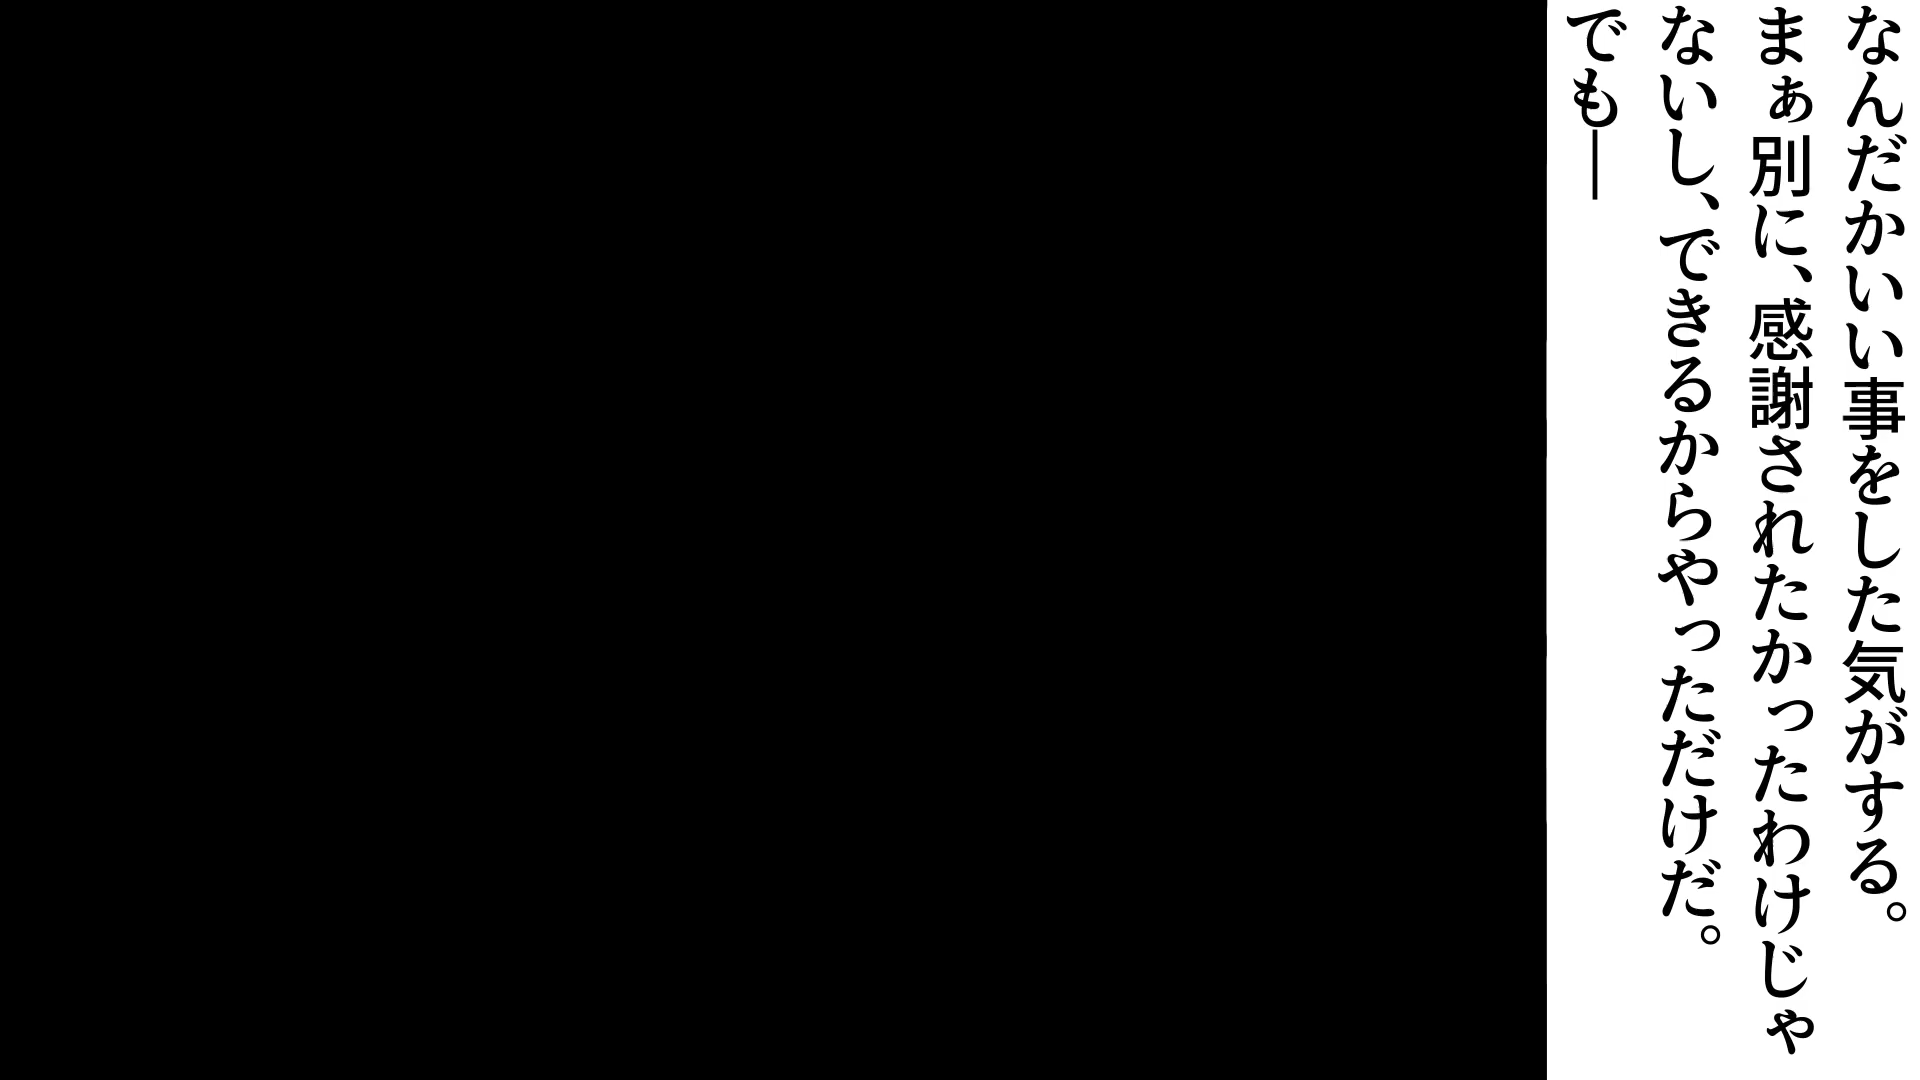 なんだかいい事をした気がする。
まぁ別に、感謝されたかったわけじゃ
ないし、できるからやっただけだ。
でも――